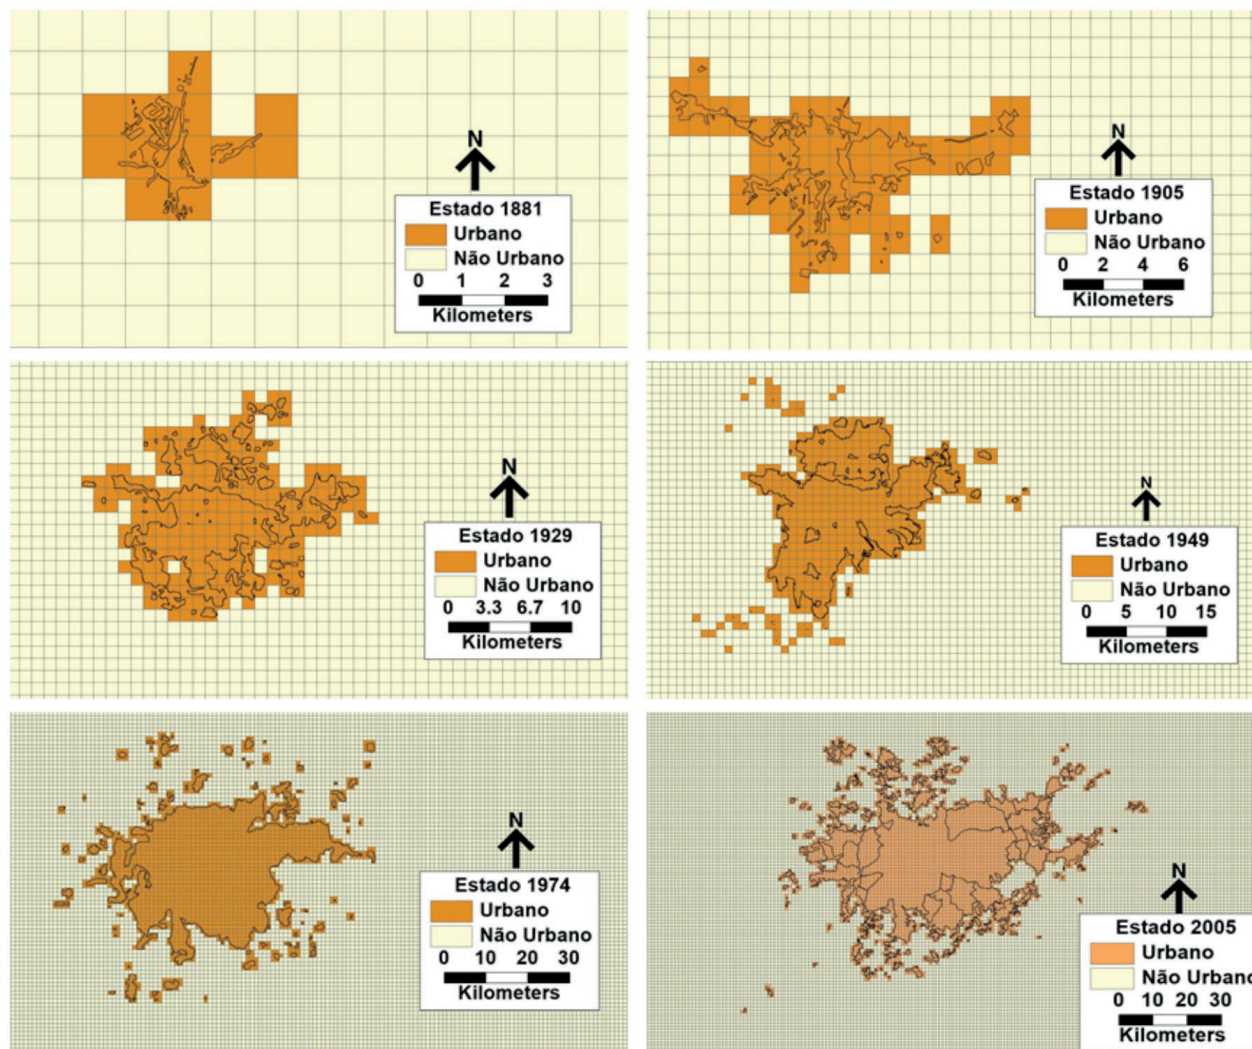 N
Estado 1881
Urbano
Não Urbano
0 1 2 3
Kilometers
N
Estado 1905
Urbano
Não Urbano
0 2 4 6
Kilometers
N
Estado 1929
Urbano
Não Urbano
0 3.3 6.7 10
Kilometers
N
Estado 1949
Urbano
Não Urbano
0 5 10 15
Kilometers
N
Estado 1974
Urbano
Não Urbano
0 10 20 30
Kilometers
N
Estado 2005
Urbano
Não Urbano
0 10 20 30
Kilometers